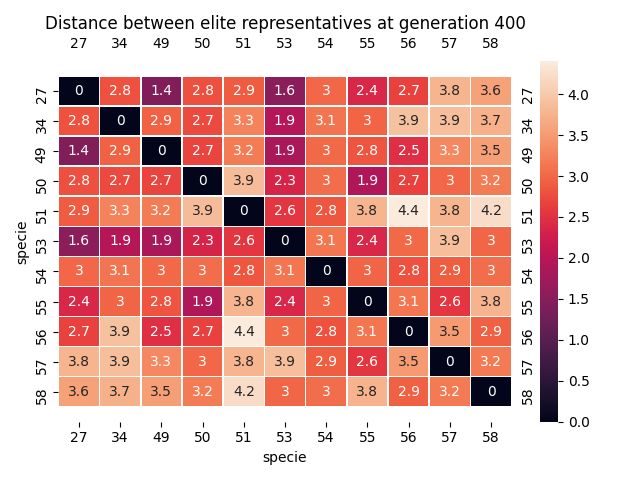 Distance between elite representatives at generation 400
27 34 49 50 51 53 54 55 56 57 58
27 0 2.8 1.4 2.8 2.9 1.6 3 2.4 2.7 3.8 3.6 27
34 2.8 0 2.9 2.7 3.3 1.9 3.1 3 3.9 3.9 3.7 34
49 1.4 2.9 0 2.7 3.2 1.9 3 2.8 2.5 3.3 3.5 49
50 2.8 2.7 2.7 0 3.9 2.3 3 1.9 2.7 3 3.2 50
51 2.9 3.3 3.2 3.9 0 2.6 2.8 3.8 4.4 3.8 4.2 51
53 1.6 1.9 1.9 2.3 2.6 0 3.1 2.4 3 3.9 3 53
54 3 3.1 3 3 2.8 3.1 0 3 2.8 2.9 3 54
55 2.4 3 2.8 1.9 3.8 2.4 3 0 3.1 2.6 3.8 55
56 2.7 3.9 2.5 2.7 4.4 3 2.8 3.1 0 3.5 2.9 56
57 3.8 3.9 3.3 3 3.8 3.9 2.9 2.6 3.5 0 3.2 57
58 3.6 3.7 3.5 3.2 4.2 3 3 3.8 2.9 3.2 0 58
27 34 49 50 51 53 54 55 56 57 58
specie
specie
4.0
3.5
3.0
2.5
2.0
1.5
1.0
0.5
0.0